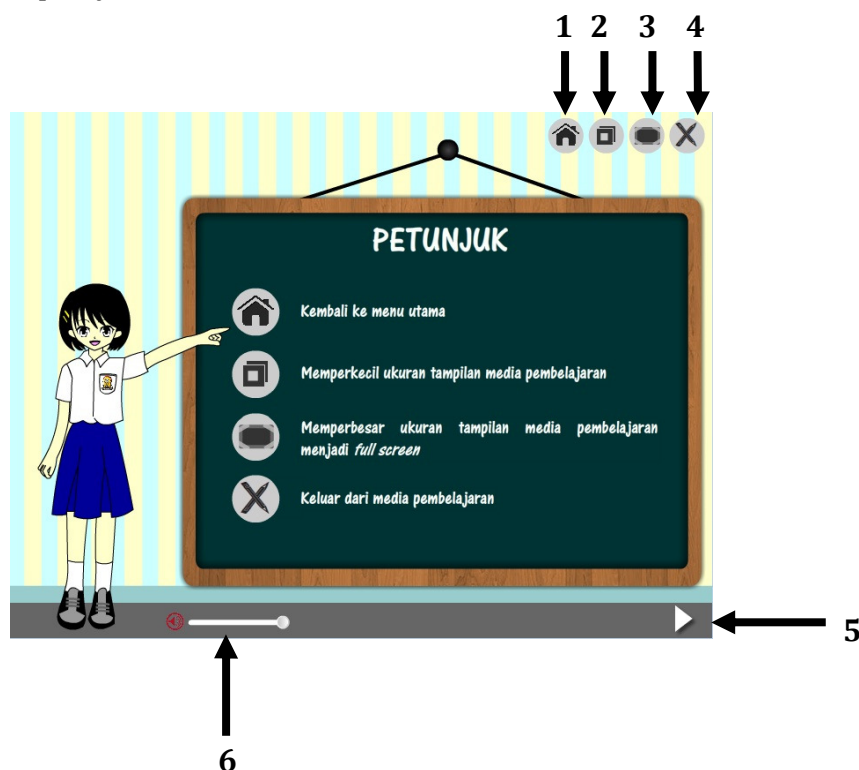 1 2 3 4
PETUNJUK
Kembali ke menu utama
Memperkecil ukuran tampilan media pembelajaran
Memperbesar ukuran tampilan media pembelajaran
menjadi full screen
Keluar dari media pembelajaran
5
6